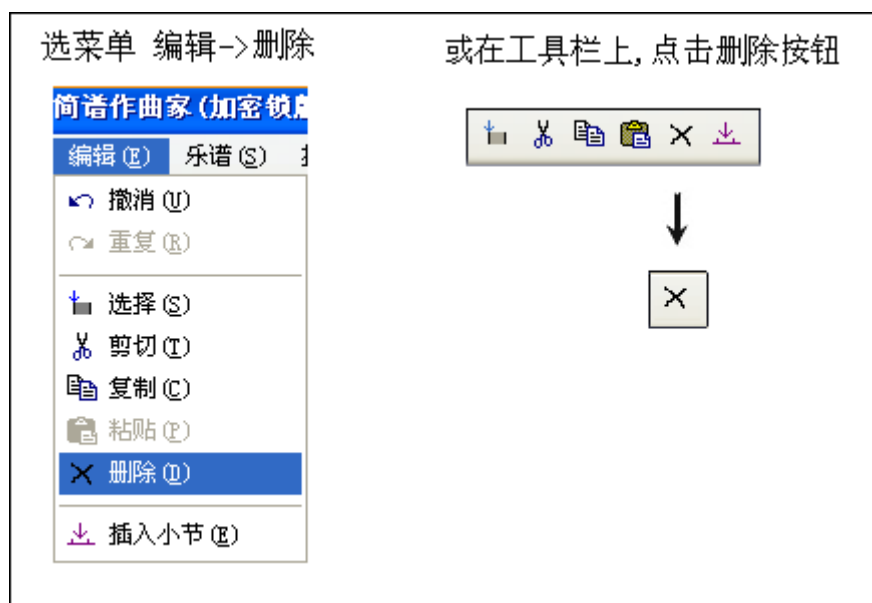 选菜单 编辑->删除
或在工具栏上,点击删除按钮
简谱作曲家(加密锁
编辑(E) 乐谱(S)
撤消(U)
重复(R)
选择(S)
剪切(T)
复制(C)
粘贴(P)
删除(D)
插入小节(E)